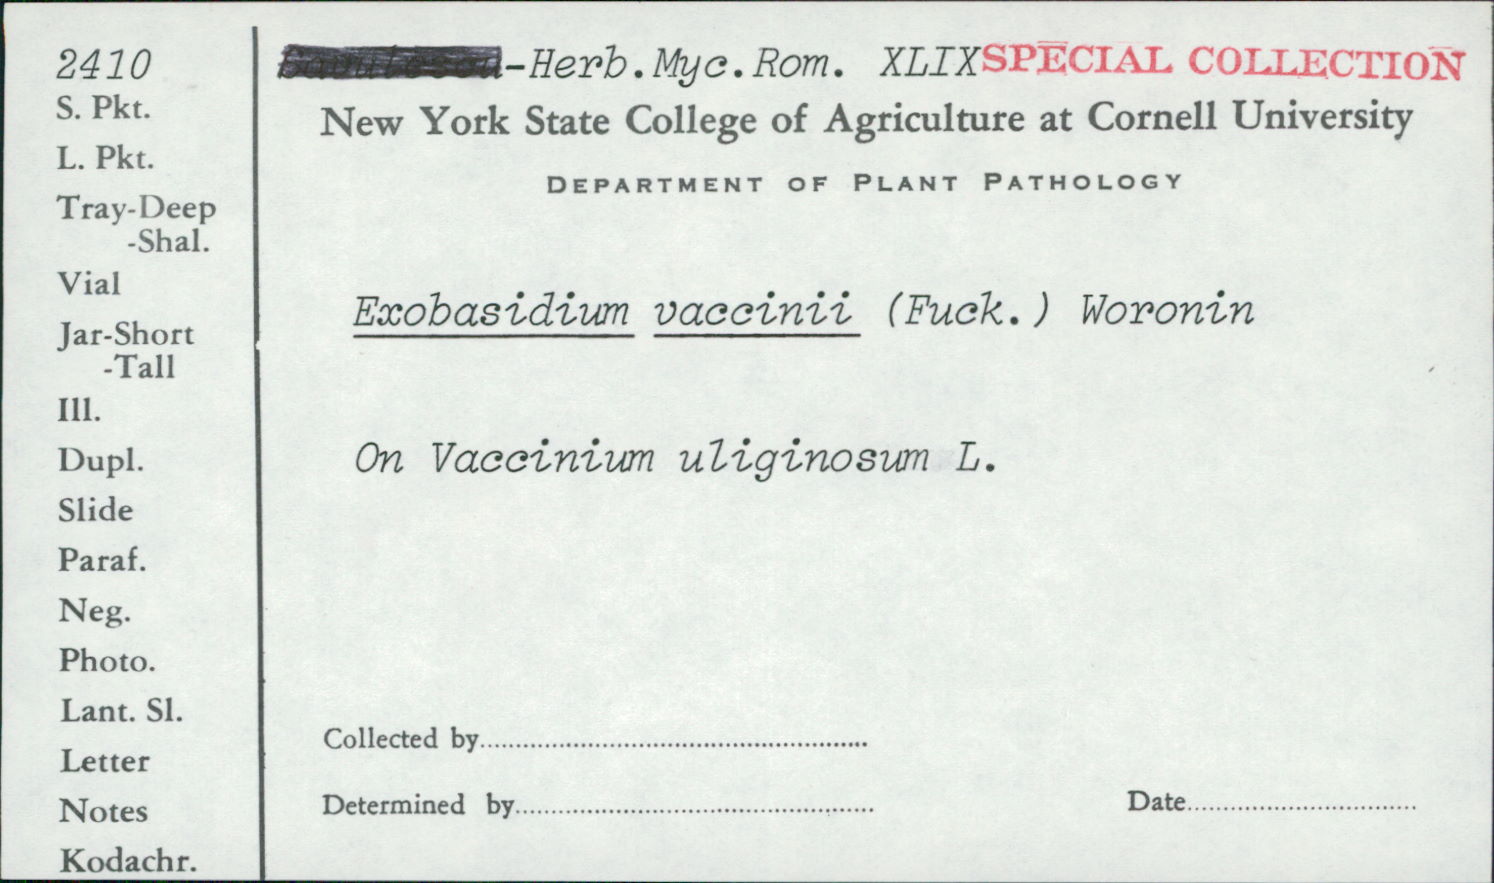 2410
S. Pkt.
L. Pkt.
Tray-Deep
-Shal.
Vial
Jar-Short
-Tall
Ill.
Dupl.
Slide
Paraf.
Neg.
Photo.
Lant. Sl.
Letter
Notes
Kodachr.
-Herb.Myc.Rom. XLIX SPECIAL COLLECTION
New York State College of Agriculture at Cornell University
DEPARTMENT OF PLANT PATHOLOGY
Exobasidium vaccinii (Fuck.) Woronin
On Vaccinium uliginosum L.
Collected by
Determined by
Date